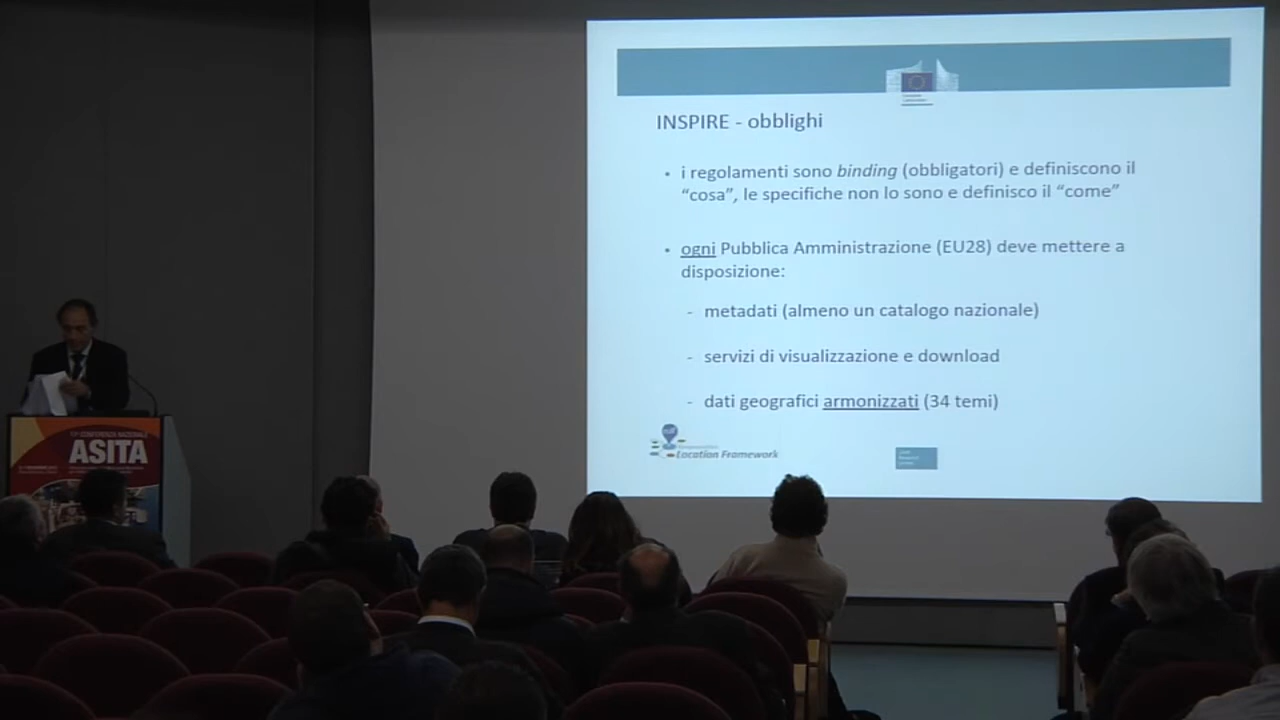 INSPIRE - obblighi
• i regolamenti sono binding (obbligatori) e definiscono il
“cosa”, le specifiche non lo sono e definisco il “come”
• ogni Pubblica Amministrazione (EU28) deve mettere a
disposizione:
- metadati (almeno un catalogo nazionale)
- servizi di visualizzazione e download
- dati geografici armonizzati (34 temi)
Location Framework
CONFERENZA NAZIONALE
ASITA